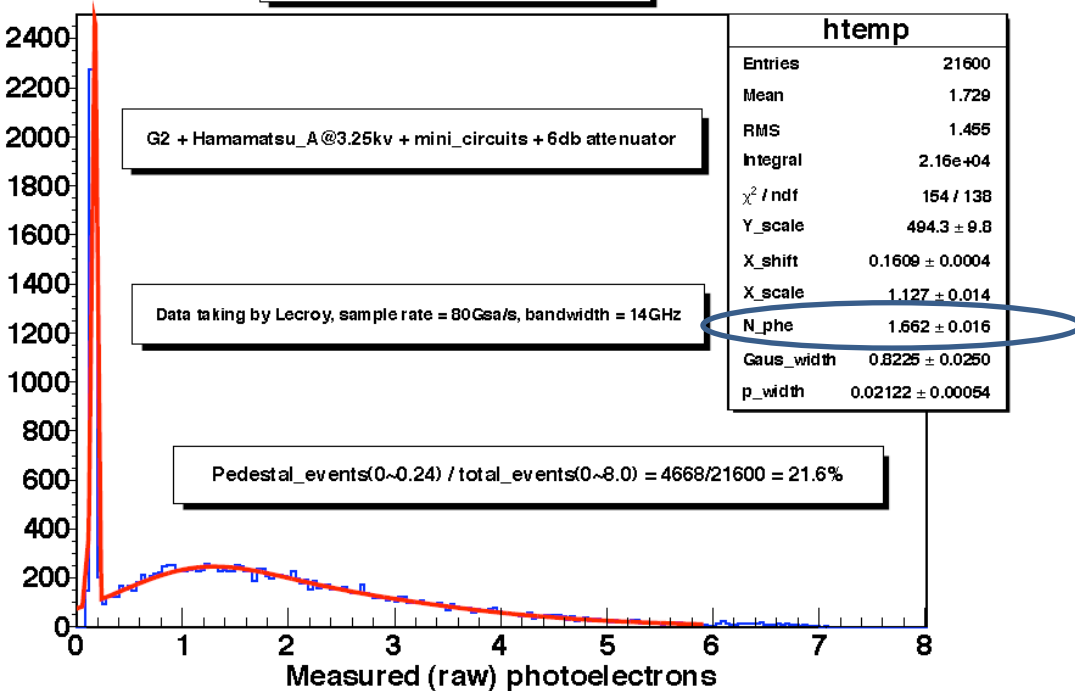 htemp
Entries 21600
Mean 1.729
RMS 1.455
Integral 2.16e+04
χ² / ndf 154 / 138
Y_scale 494.3 ± 9.8
X_shift 0.1609 ± 0.0004
X_scale 1.127 ± 0.014
N_phe 1.662 ± 0.016
Gaus_width 0.8225 ± 0.0250
p_width 0.02122 ± 0.00054
G2 + Hamamatsu_A@3.25kv + mini_circuits + 6db attenuator
Data taking by Lecroy, sample rate = 80Gsa/s, bandwidth = 14GHz
Pedestal_events(0~0.24) / total_events(0~8.0) = 4668/21600 = 21.6%
2400
2200
2000
1800
1600
1400
1200
1000
800
600
400
200
0
0 1 2 3 4 5 6 7 8
Measured (raw) photoelectrons